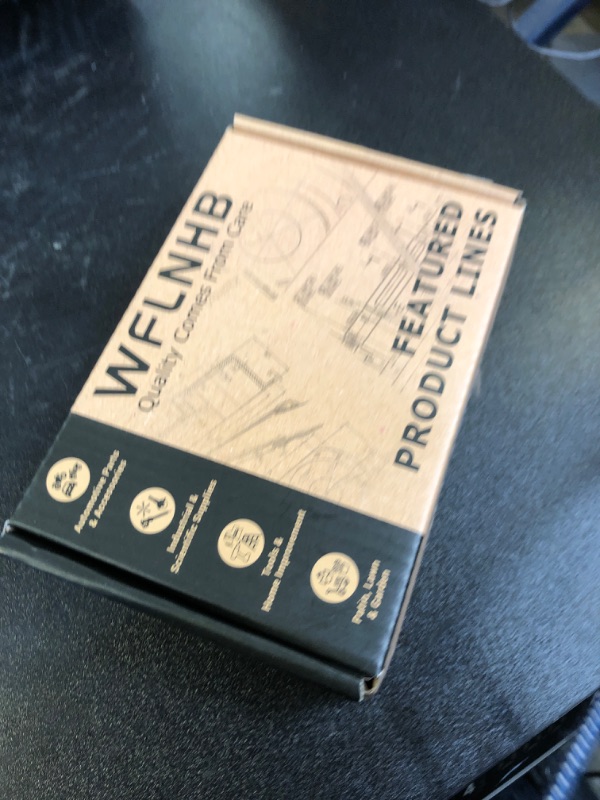 WFLNHB
Quality Comes From Care
FEATURED
PRODUCT LINES
Automotive Parts
& Accessories
Industrial &
Scientific Supplies
Tools &
Home Improvement
Patio, Lawn
& Garden